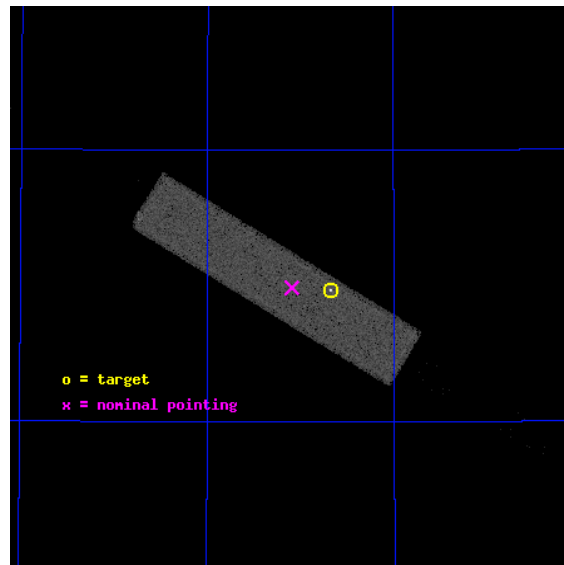 o = target
x = nominal pointing